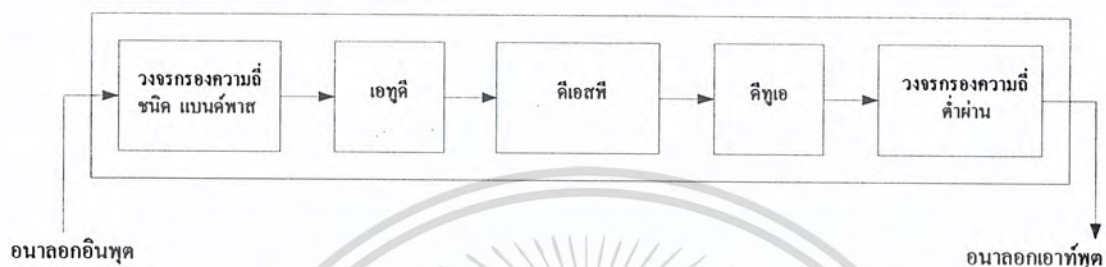 วงจรกรองความถี่
ชนิด แบนด์พาส
เอทูดี
ดีเอสพี
ดีทูเอ
วงจรกรองความถี่
ต่ำผ่าน
อนาลอกอินพุต
อนาลอกเอาท์พุต